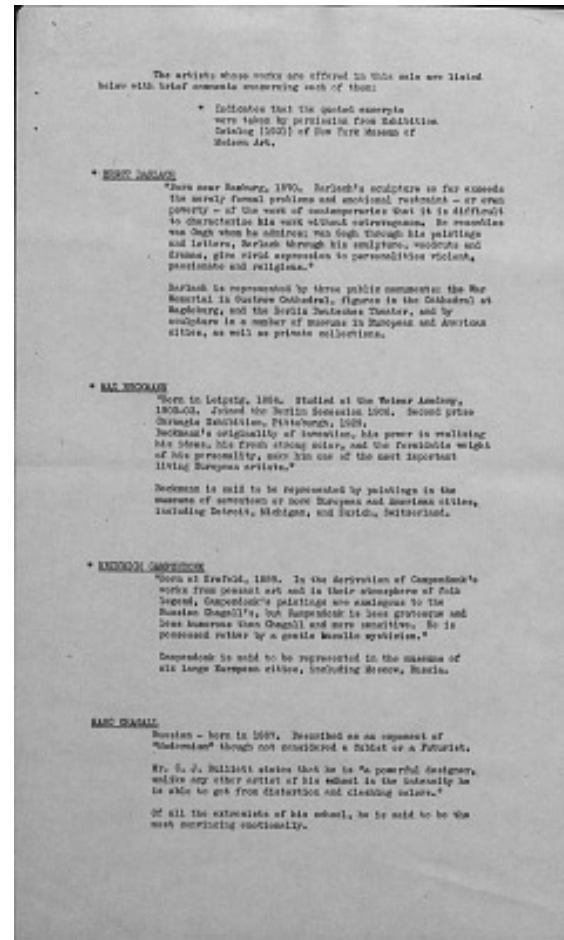 The artists whose works are offered in this sale are listed
below with brief comments concerning each of them:
* Indicates that the quoted excerpts
were taken by permission from Exhibition
Catalog (1931) of New York Museum of
Modern Art.
* ERNST BARLACH
"Born near Hamburg, 1870. Barlach's sculpture so far exceeds
the merely formal problems and emotional restraint - or even
poverty - of the work of contemporaries that it is difficult
to characterize his work without extravagance. He resembles
van Gogh whom he admires; van Gogh through his paintings
and letters, Barlach through his sculpture, woodcuts and
dramas, give vivid expression to personalities violent,
passionate and religious."
Barlach is represented by three public monuments: the War
Memorial in Gustrow Cathedral, figures in the Cathedral at
Magdeburg, and the Berlin Deutsches Theater, and by
sculpture in a number of museums in European and American
cities, as well as private collections.
* MAX BECKMANN
"Born in Leipzig, 1884. Studied at the Weimar Academy,
Joined the Berlin Secession 1906. Second prize
Carnegie Exhibition, Pittsburgh, 1929.
Beckmann's originality of invention, his power in realizing
his ideas, his fresh strong color, and the formidable weight
of his personality, make him one of the most important
living European artists."
Beckmann is said to be represented by paintings in the
museums of seventeen or more European and American cities,
including Detroit, Michigan, and Zurich, Switzerland.
* HEINRICH CAMPENDONK
"Born at Krefeld, 1889. In the derivation of Campendonk's
works from peasant art and in their atmosphere of folk
legend, Campendonk's paintings are analogous to the
Russian Chagall's, but Kampendonk is less grotesque and
less humorous than Chagall and more sensitive. He is
possessed rather by a gentle bucolic mysticism."
Campendonk is said to be represented in the museums of
six large European cities, including Moscow, Russia.
MARC CHAGALL
Russian - born in 1887. Described as an exponent of
"Modernism" though not considered a Cubist or a Futurist.
Mr. C. J. Bulliett states that he is "a powerful designer,
unlike any other artist of his school in the intensity he
is able to get from distortion and clashing colors."
Of all the extremists of his school, he is said to be the
most convincing emotionally.